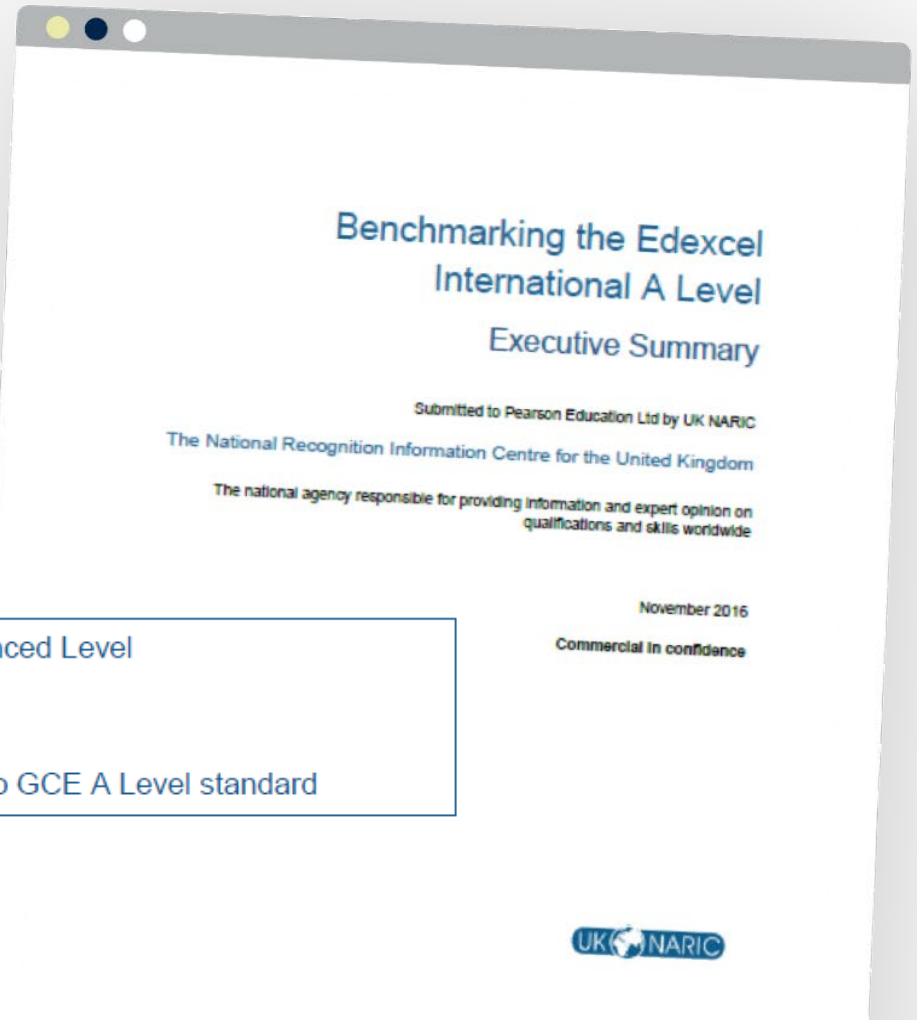 Benchmarking the Edexcel
International A Level
Executive Summary
Submitted to Pearson Education Ltd by UK NARIC
The National Recognition Information Centre for the United Kingdom
The national agency responsible for providing information and expert opinion on
qualifications and skills worldwide
November 2016
Commercial in confidence
nced Level
o GCE A Level standard
UK NARIC